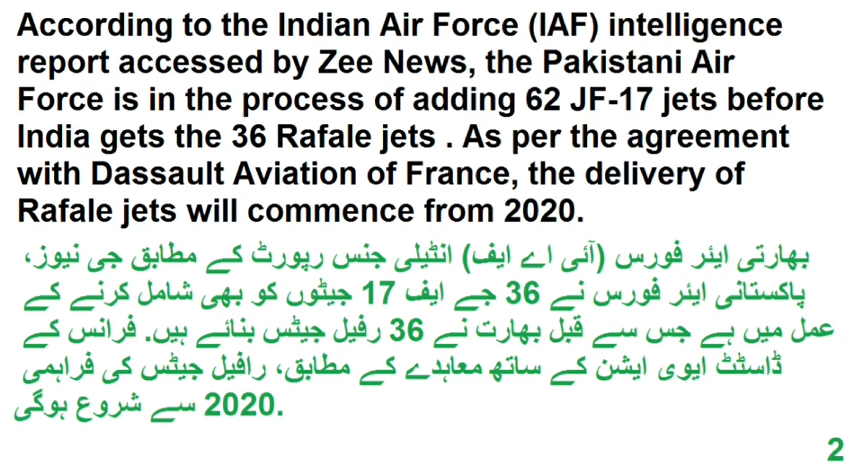 According to the Indian Air Force (IAF) intelligence
report accessed by Zee News, the Pakistani Air
Force is in the process of adding 62 JF-17 jets before
India gets the 36 Rafale jets . As per the agreement
with Dassault Aviation of France, the delivery of
Rafale jets will commence from 2020.
بھارتی ایئر فورس (آئی اے ایف) انٹیلی جنس رپورٹ کے مطابق جی نیوز،
پاکستانی ایئر فورس نے 36 جے ایف 17 جیٹوں کو بھی شامل کرنے کے
عمل میں ہے جس سے قبل بھارت نے 36 رفیل جیٹس بنائے ہیں. فرانس کے
ڈاسٹٹ ایوی ایشن کے ساتھ معاہدے کے مطابق، رافیل جیٹس کی فراہمی
2020 سے شروع ہوگی.
2